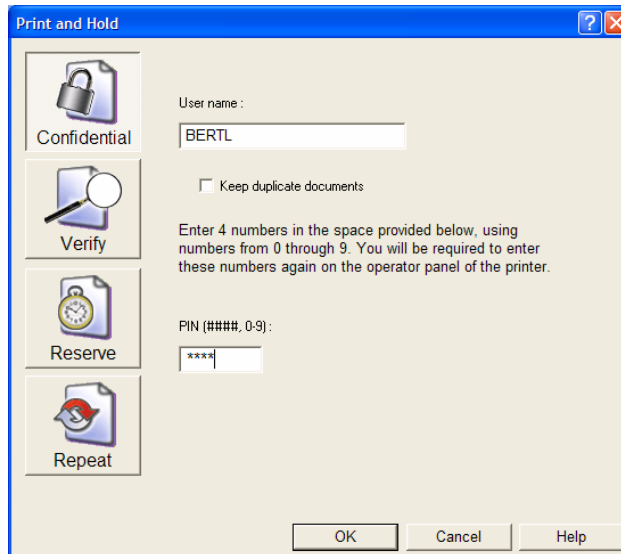 Print and Hold
Confidential
Verify
Reserve
Repeat
User name :
BERTL
Keep duplicate documents
Enter 4 numbers in the space provided below, using
numbers from 0 through 9. You will be required to enter
these numbers again on the operator panel of the printer.
PIN (####, 0-9) :
****
OK
Cancel
Help